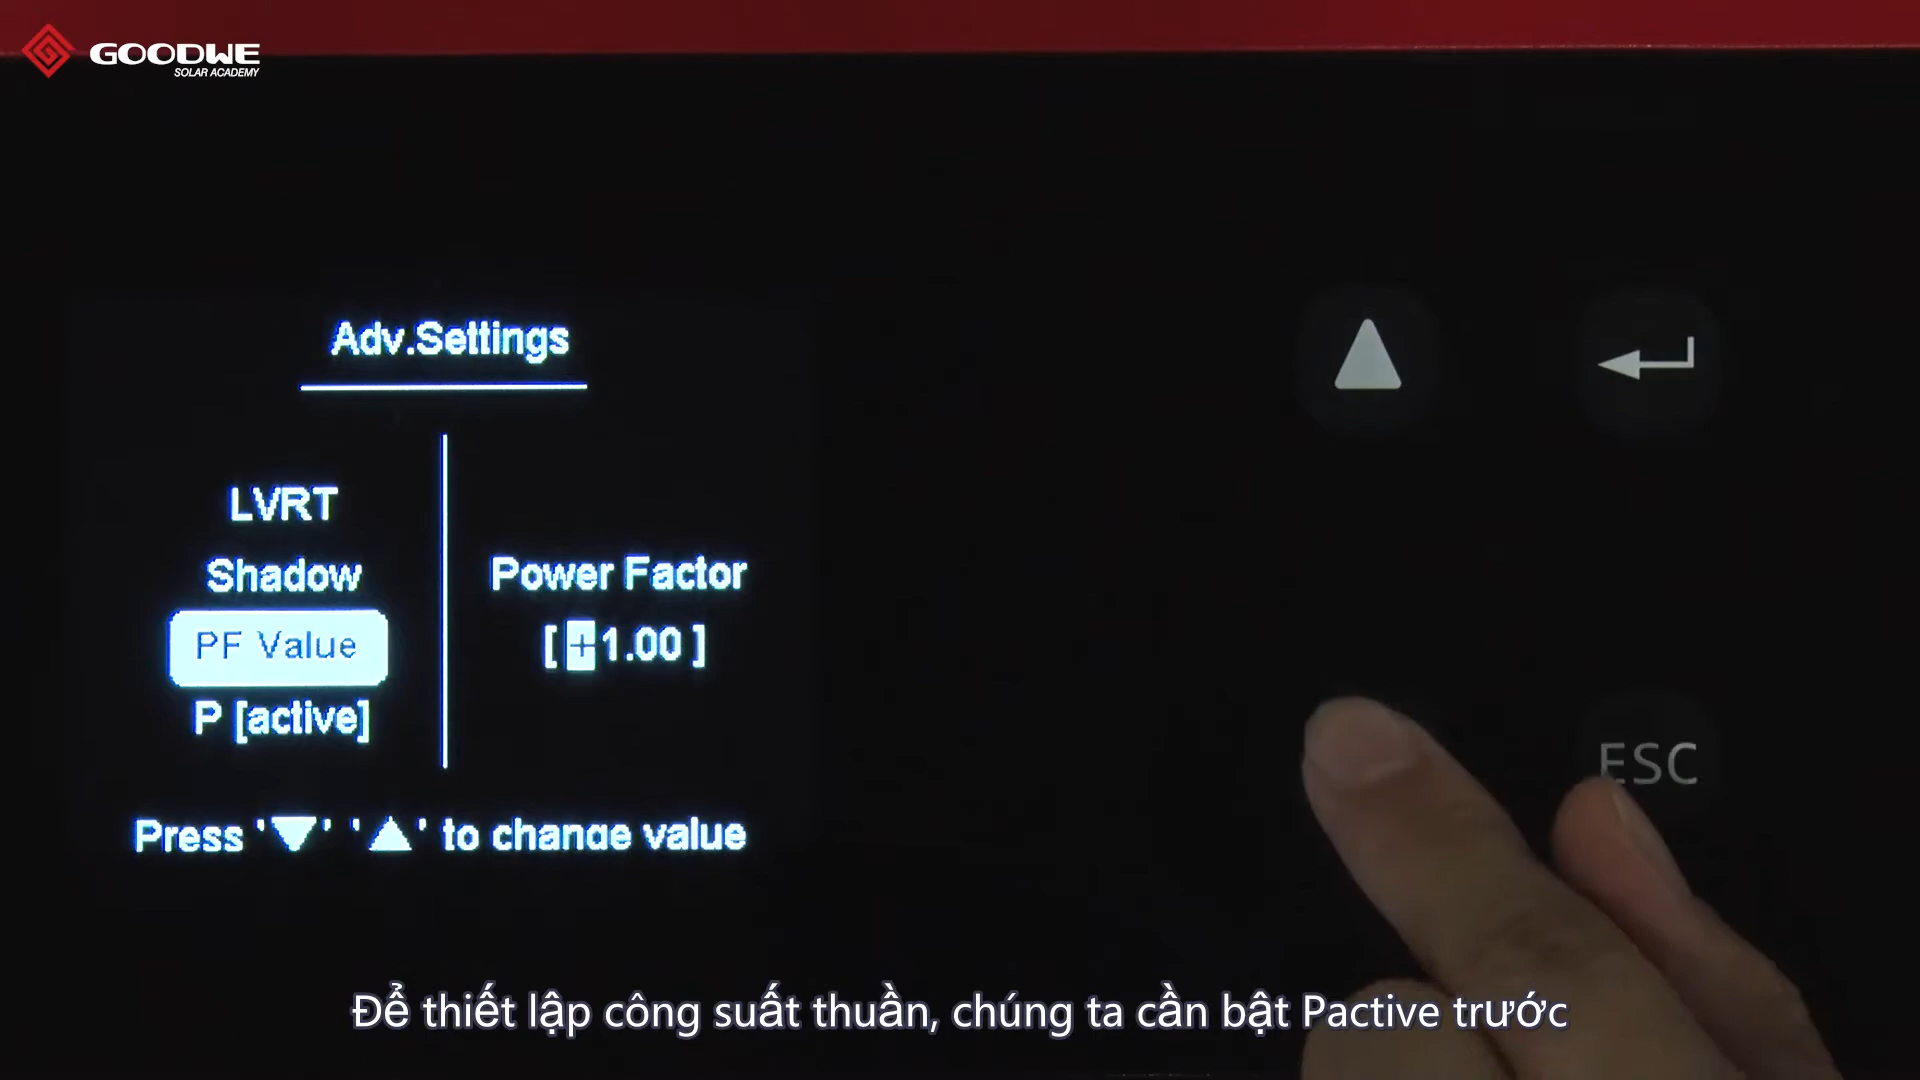 GOODWE
SOLAR ACADEMY
Adv.Settings
LVRT
Shadow
PF Value
P [active]
Power Factor
[ +1.00 ]
Press '▼' '▲' to change value
ESC
Để thiết lập công suất thuần, chúng ta cần bật Pactive trước